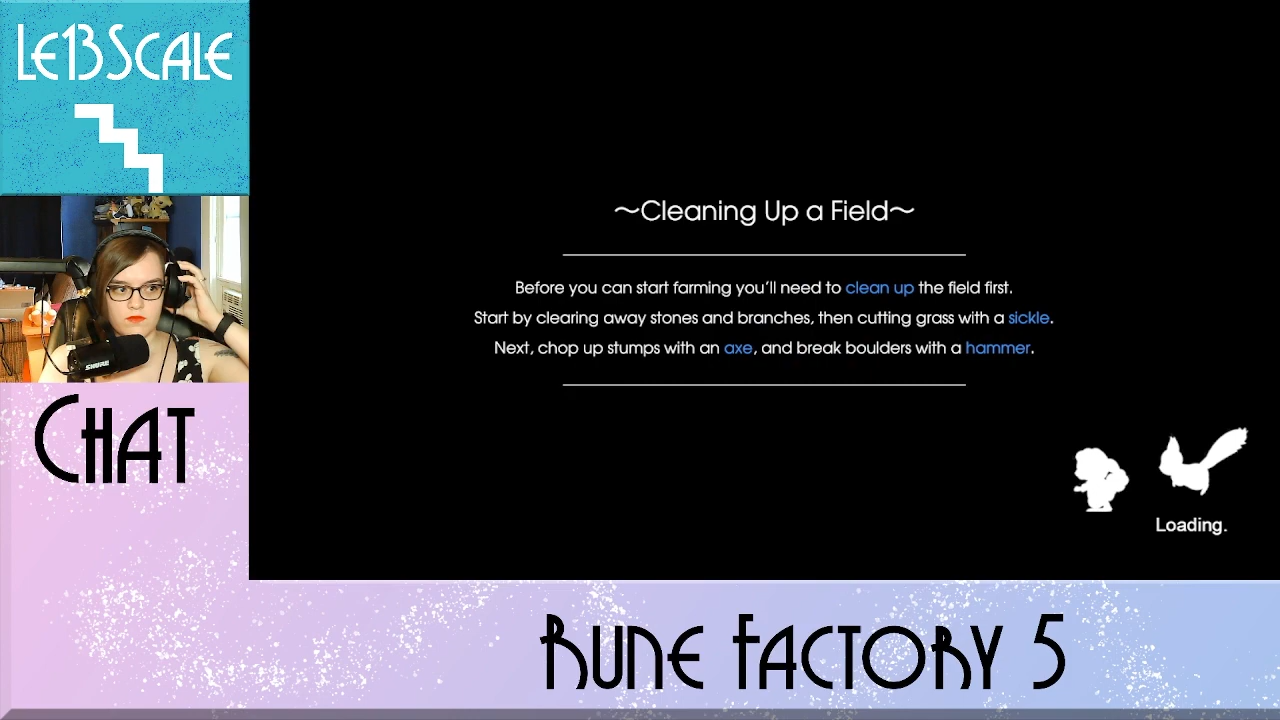 Le13Scale
SHURE
Chat
～Cleaning Up a Field～
Before you can start farming you'll need to clean up the field first.
Start by clearing away stones and branches, then cutting grass with a sickle.
Next, chop up stumps with an axe, and break boulders with a hammer.
Loading.
Rune Factory 5